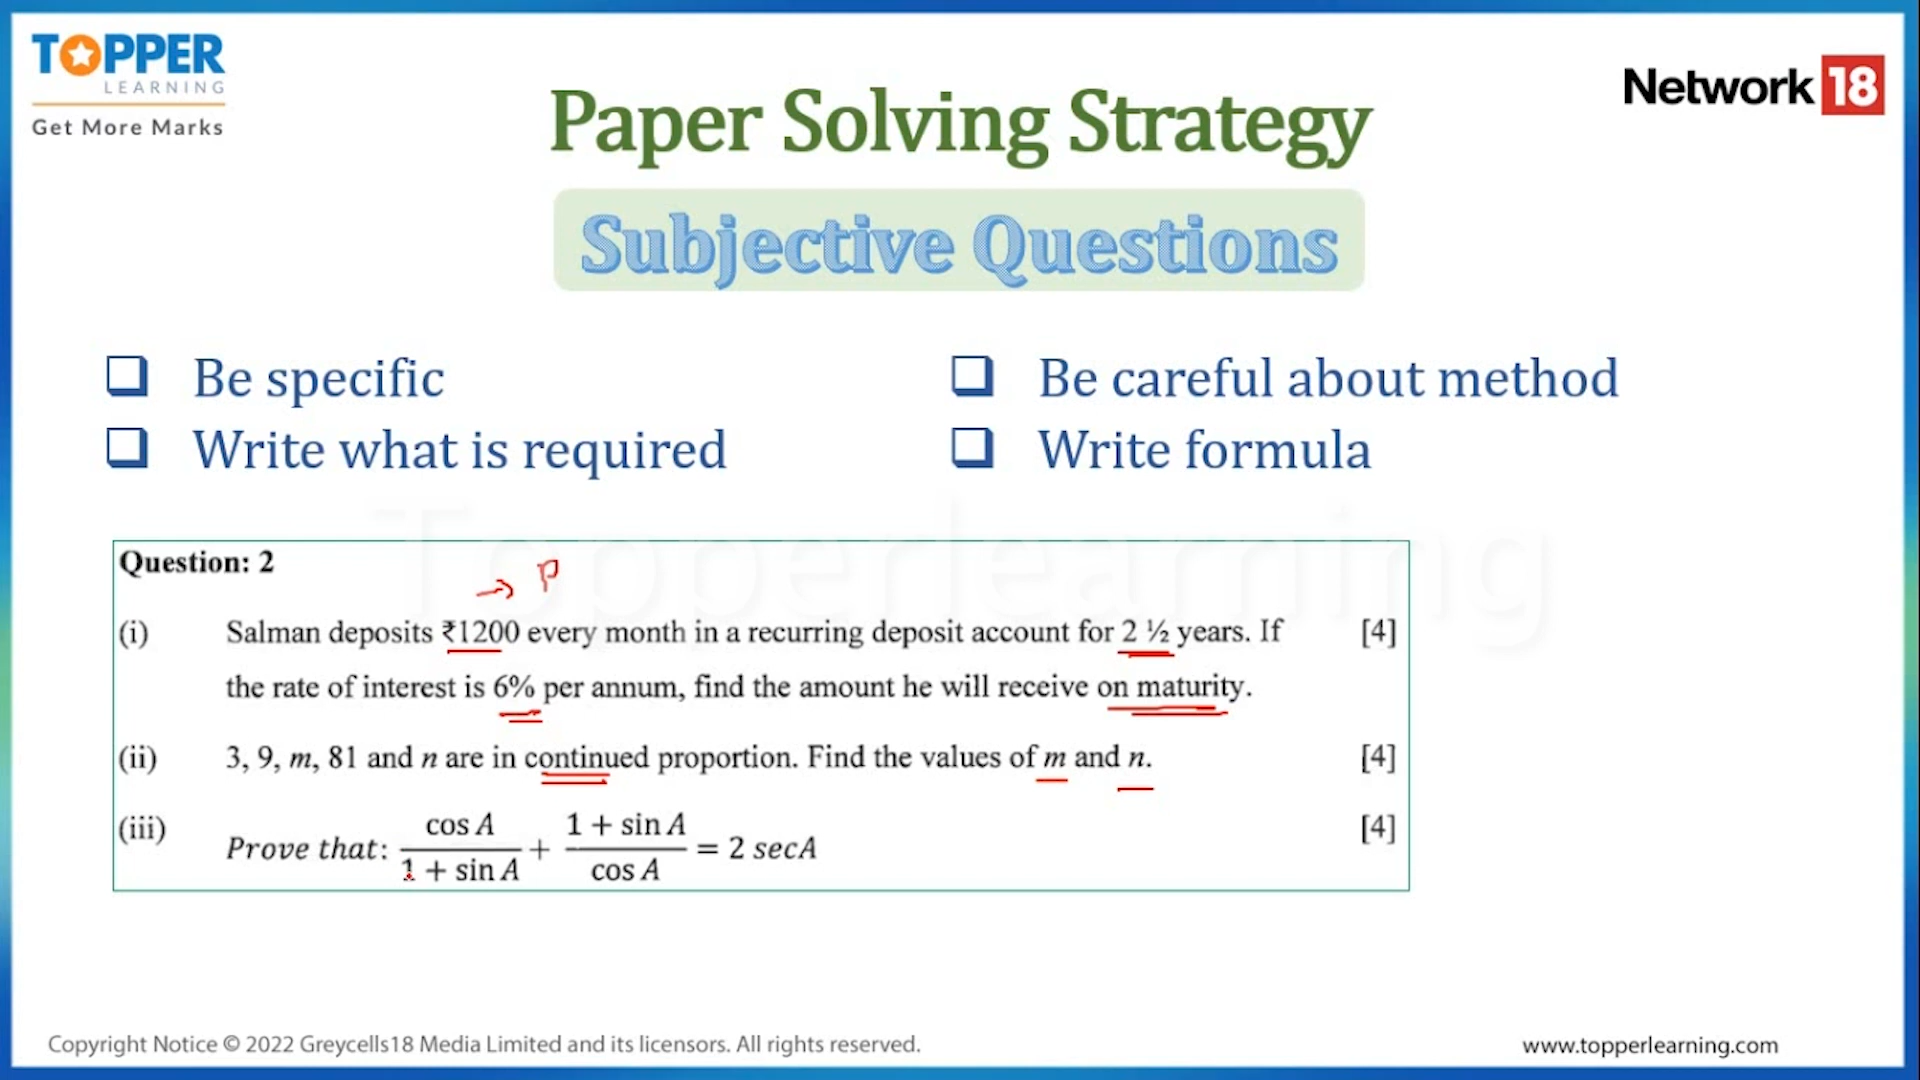 TOPPER
LEARNING
Get More Marks
Network 18
Paper Solving Strategy
Subjective Questions
❑ Be specific
❑ Write what is required
❑ Be careful about method
❑ Write formula
Topperlearning
Question: 2
→ P
(i) Salman deposits ₹1200 every month in a recurring deposit account for 2 ½ years. If [4]
the rate of interest is 6% per annum, find the amount he will receive on maturity.
(ii) 3, 9, m, 81 and n are in continued proportion. Find the values of m and n. [4]
(iii) Prove that: cos A / (1 + sin A) + (1 + sin A) / cos A = 2 secA [4]
Copyright Notice © 2022 Greycells18 Media Limited and its licensors. All rights reserved.
www.topperlearning.com